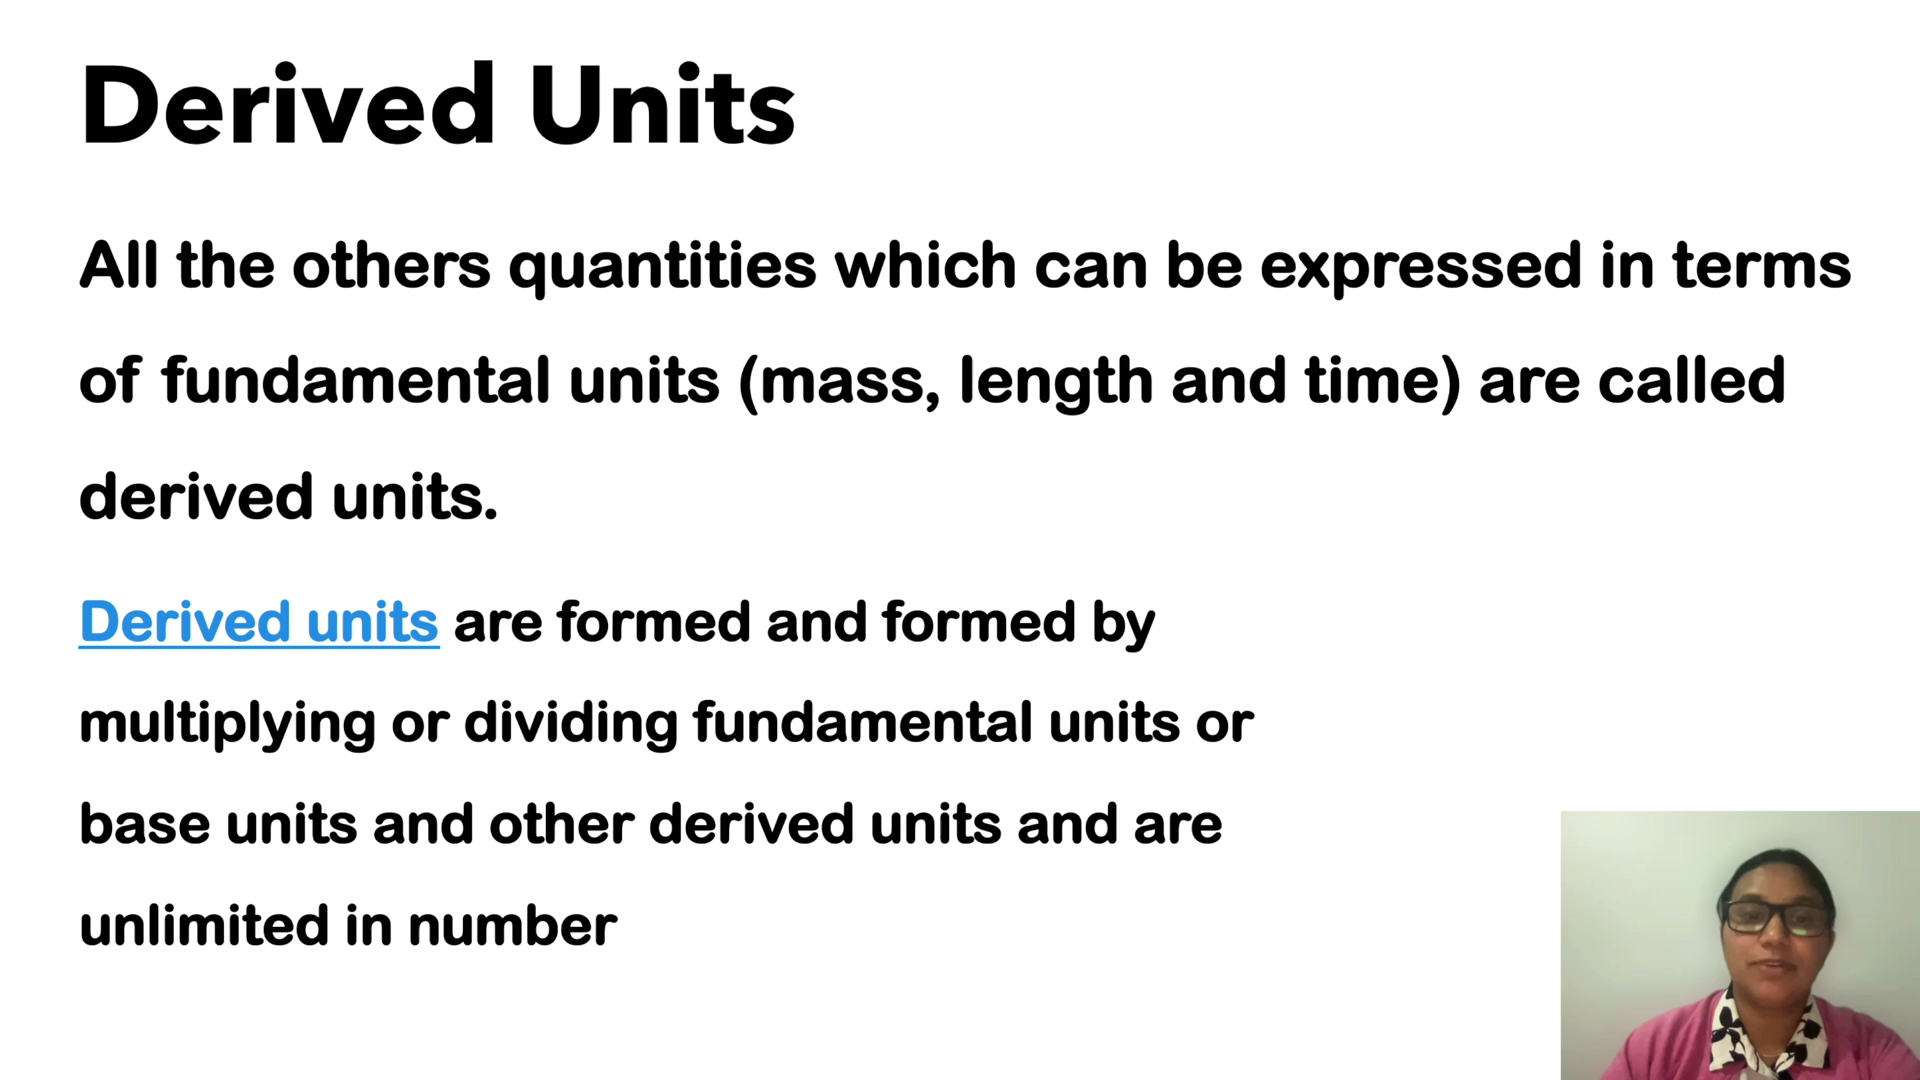 Derived Units
All the others quantities which can be expressed in terms
of fundamental units (mass, length and time) are called
derived units.
Derived units are formed and formed by
multiplying or dividing fundamental units or
base units and other derived units and are
unlimited in number